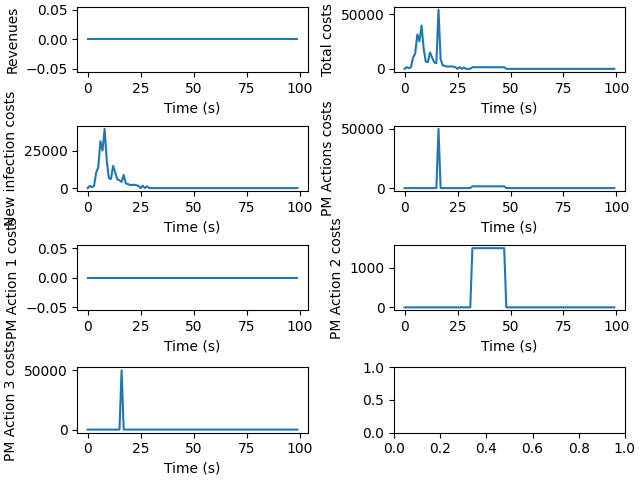 Revenues
0.05
0.00
−0.05
0 25 50 75 100
Time (s)
Total costs
50000
0
0 25 50 75 100
Time (s)
New infection costs
25000
0
0 25 50 75 100
Time (s)
PM Actions costs
50000
0
0 25 50 75 100
Time (s)
PM Action 1 costs
0.05
0.00
−0.05
0 25 50 75 100
Time (s)
PM Action 2 costs
1000
0
0 25 50 75 100
Time (s)
PM Action 3 costs
50000
0
0 25 50 75 100
Time (s)
1.0
0.5
0.0
0.0 0.2 0.4 0.6 0.8 1.0